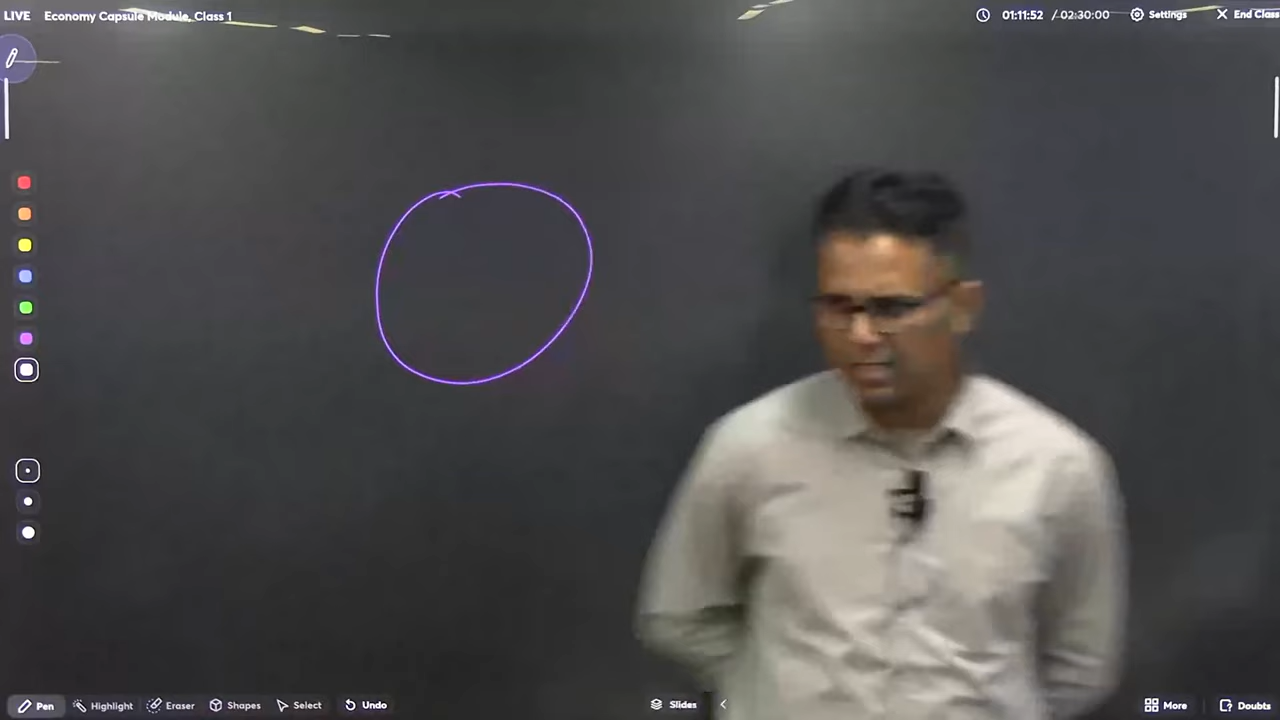 LIVE Economy Capsule Module, Class 1
01:11:52 / 02:30:00 Settings End Class
Pen Highlight Eraser Shapes Select Undo
Slides
More Doubts